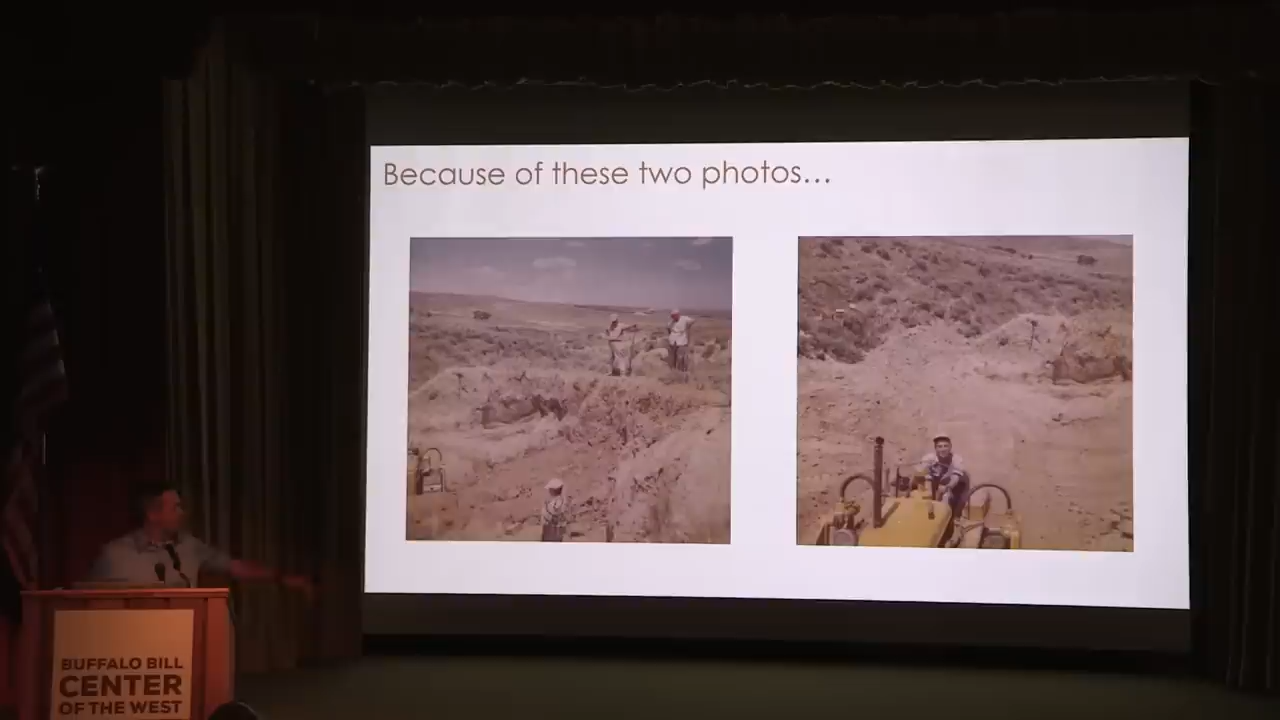 Because of these two photos…
BUFFALO BILL
CENTER
OF THE WEST